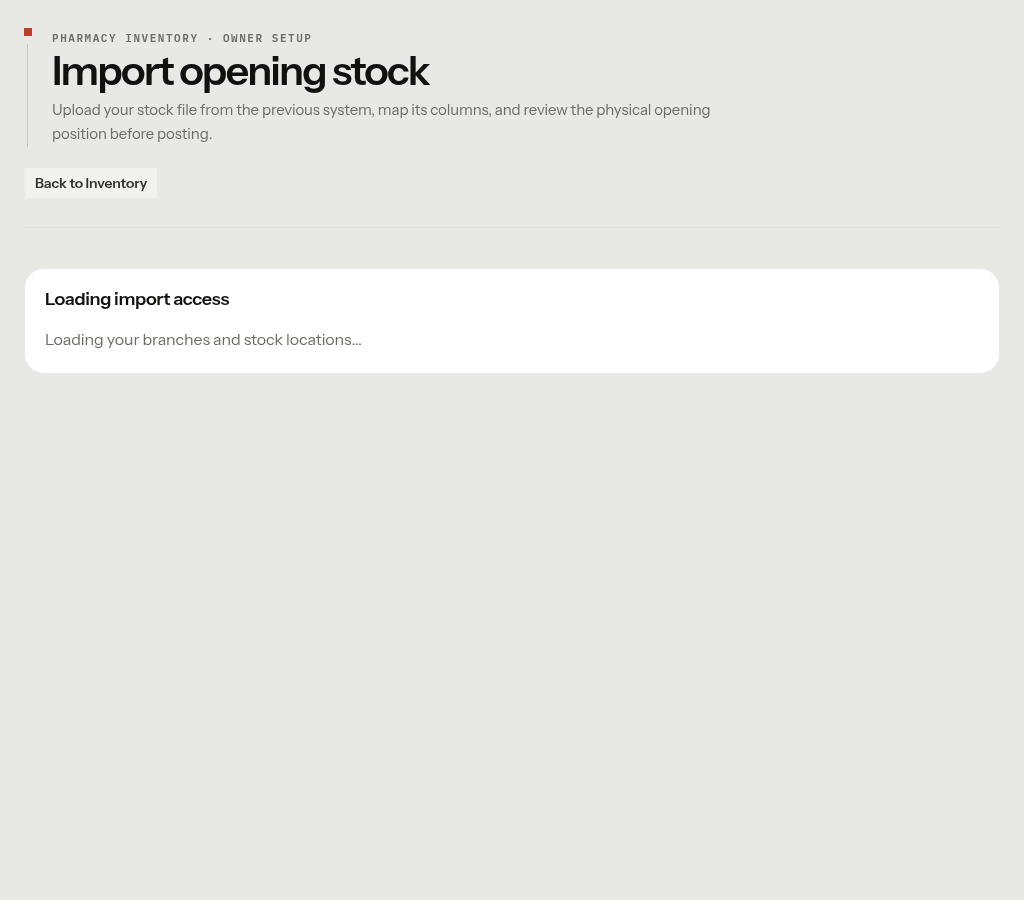 PHARMACY INVENTORY · OWNER SETUP
Import opening stock
Upload your stock file from the previous system, map its columns, and review the physical opening
position before posting.
Back to Inventory
Loading import access
Loading your branches and stock locations...